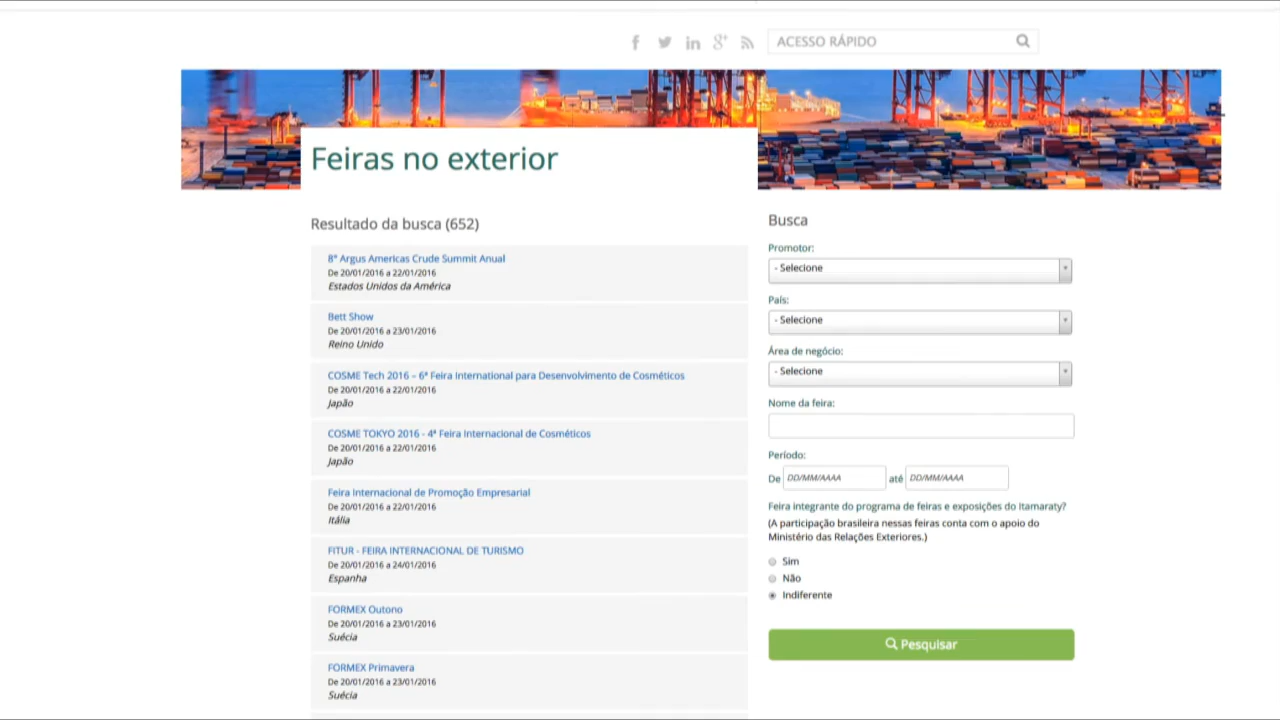 ACESSO RÁPIDO
Feiras no exterior
Resultado da busca (652)
8ª Argus Americas Crude Summit Anual
De 20/01/2016 a 22/01/2016
Estados Unidos da América
Bett Show
De 20/01/2016 a 23/01/2016
Reino Unido
COSME Tech 2016 – 6ª Feira International para Desenvolvimento de Cosméticos
De 20/01/2016 a 22/01/2016
Japão
COSME TOKYO 2016 - 4ª Feira Internacional de Cosméticos
De 20/01/2016 a 22/01/2016
Japão
Feira Internacional de Promoção Empresarial
De 20/01/2016 a 22/01/2016
Itália
FITUR - FEIRA INTERNACIONAL DE TURISMO
De 20/01/2016 a 24/01/2016
Espanha
FORMEX Outono
De 20/01/2016 a 23/01/2016
Suécia
FORMEX Primavera
De 20/01/2016 a 23/01/2016
Suécia
Busca
Promotor:
- Selecione
País:
- Selecione
Área de negócio:
- Selecione
Nome da feira:
Período:
De DD/MM/AAAA até DD/MM/AAAA
Feira integrante do programa de feiras e exposições do Itamaraty?
(A participação brasileira nessas feiras conta com o apoio do
Ministério das Relações Exteriores.)
Sim
Não
Indiferente
Pesquisar